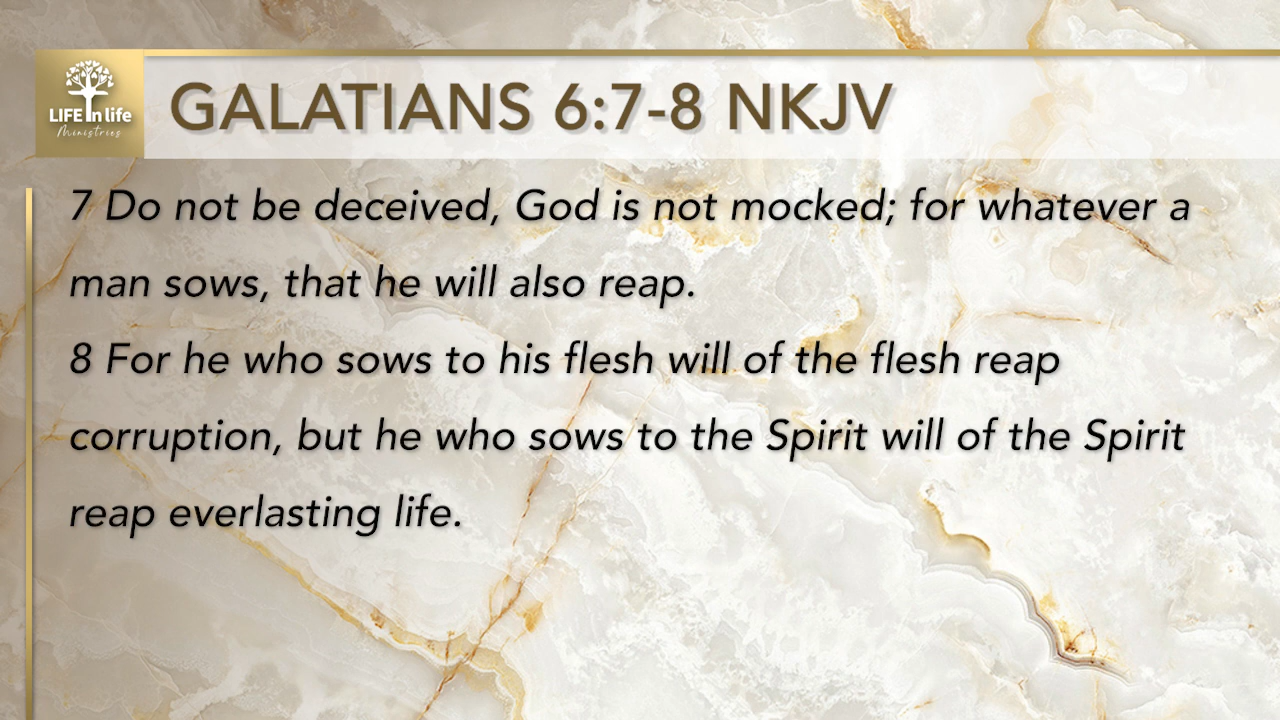 LIFE in life
Ministries
GALATIANS 6:7-8 NKJV
7 Do not be deceived, God is not mocked; for whatever a
man sows, that he will also reap.
8 For he who sows to his flesh will of the flesh reap
corruption, but he who sows to the Spirit will of the Spirit
reap everlasting life.